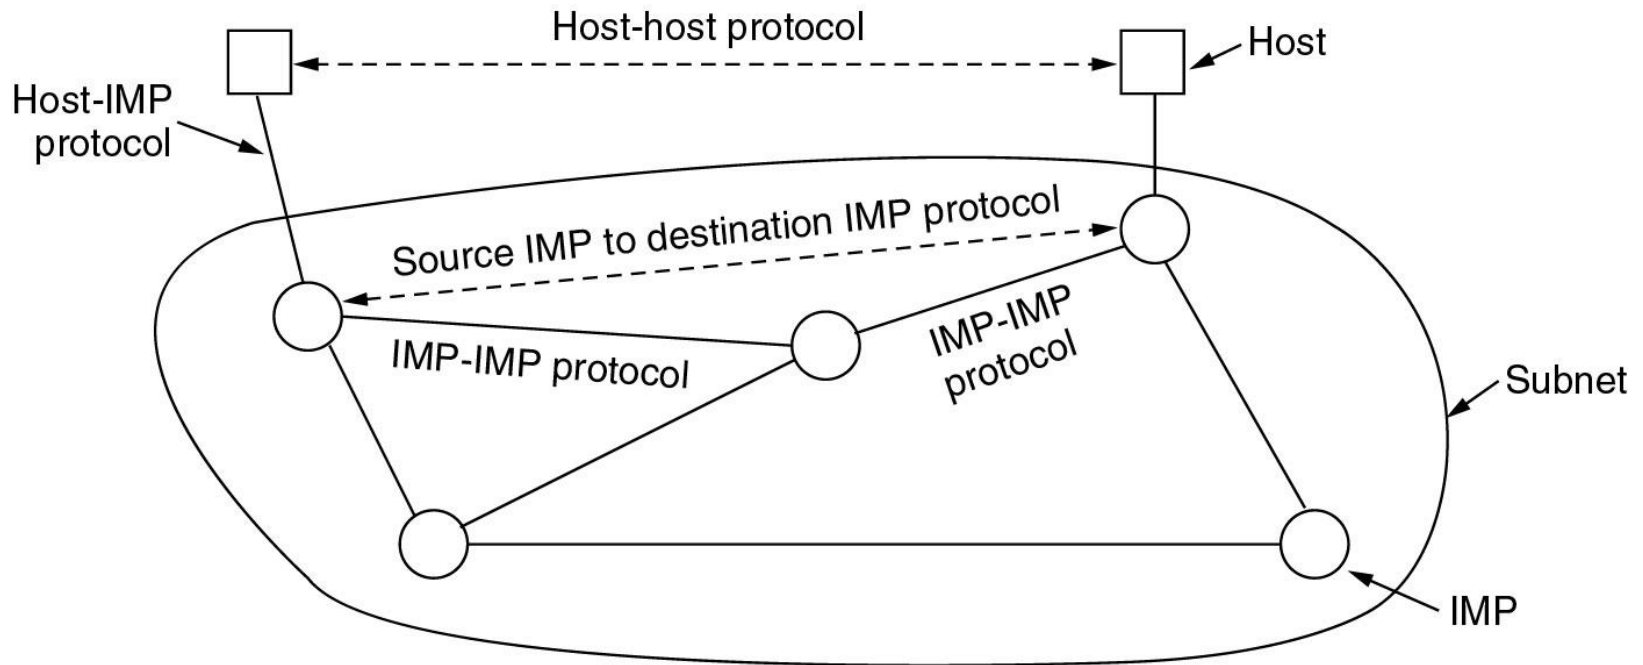 Host-host protocol
Host
Host-IMP
protocol
Source IMP to destination IMP protocol
IMP-IMP protocol
IMP-IMP
protocol
Subnet
IMP